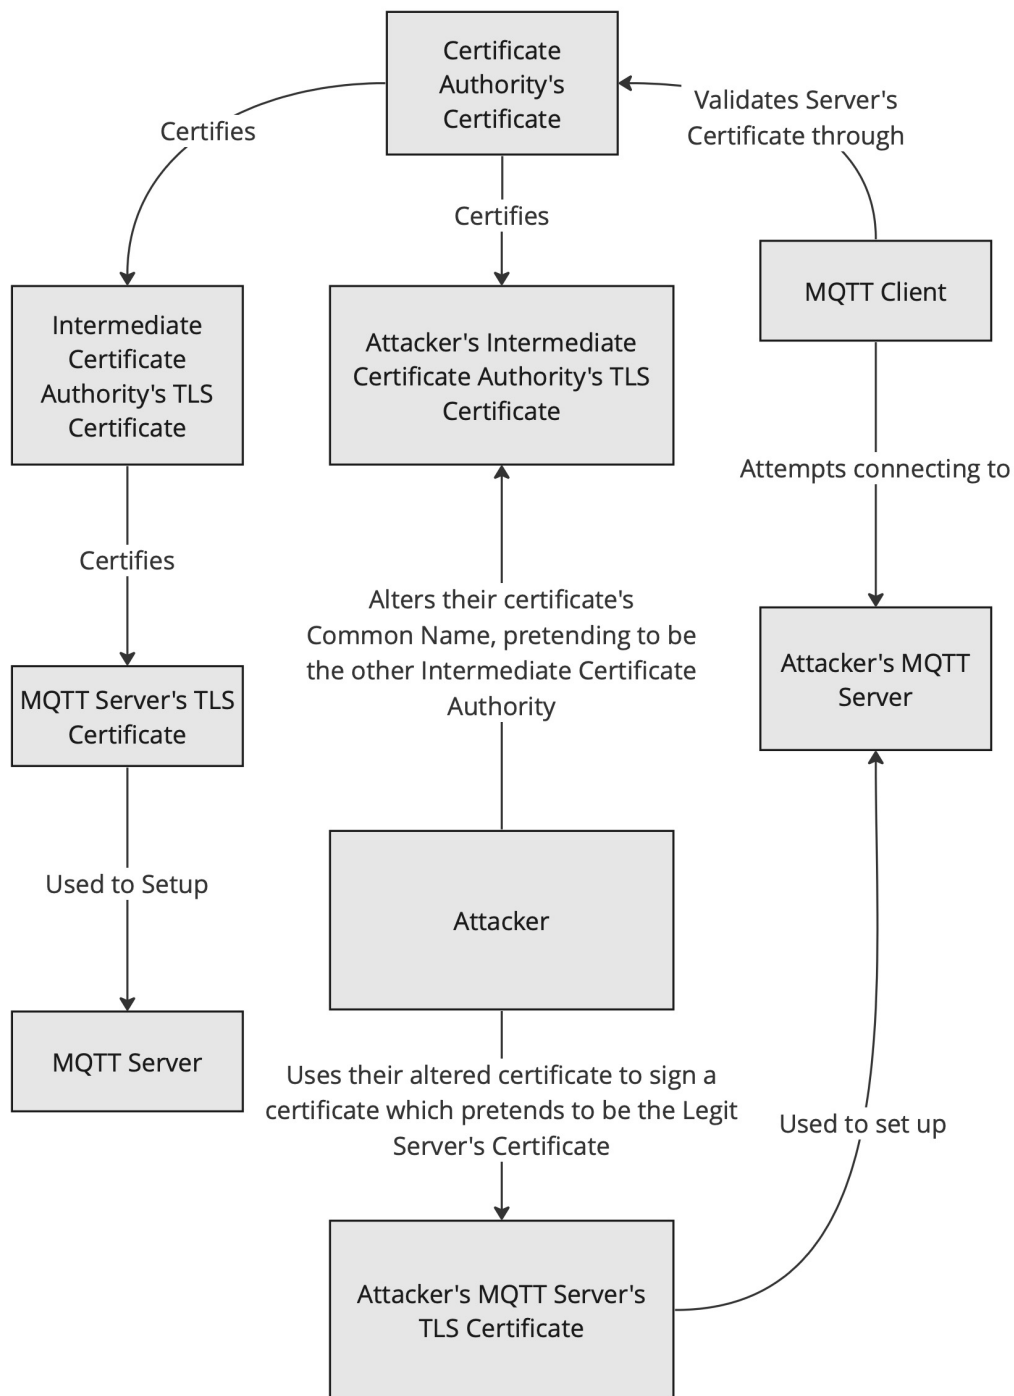 Certificate
Authority's
Certificate
Validates Server's
Certificate through
Certifies
Certifies
MQTT Client
Intermediate
Certificate
Authority's TLS
Certificate
Attacker's Intermediate
Certificate Authority's TLS
Certificate
Attempts connecting to
Certifies
Alters their certificate's
Common Name, pretending to be
the other Intermediate Certificate
Authority
Attacker's MQTT
Server
MQTT Server's TLS
Certificate
Used to Setup
Attacker
MQTT Server
Uses their altered certificate to sign a
certificate which pretends to be the Legit
Server's Certificate
Used to set up
Attacker's MQTT Server's
TLS Certificate